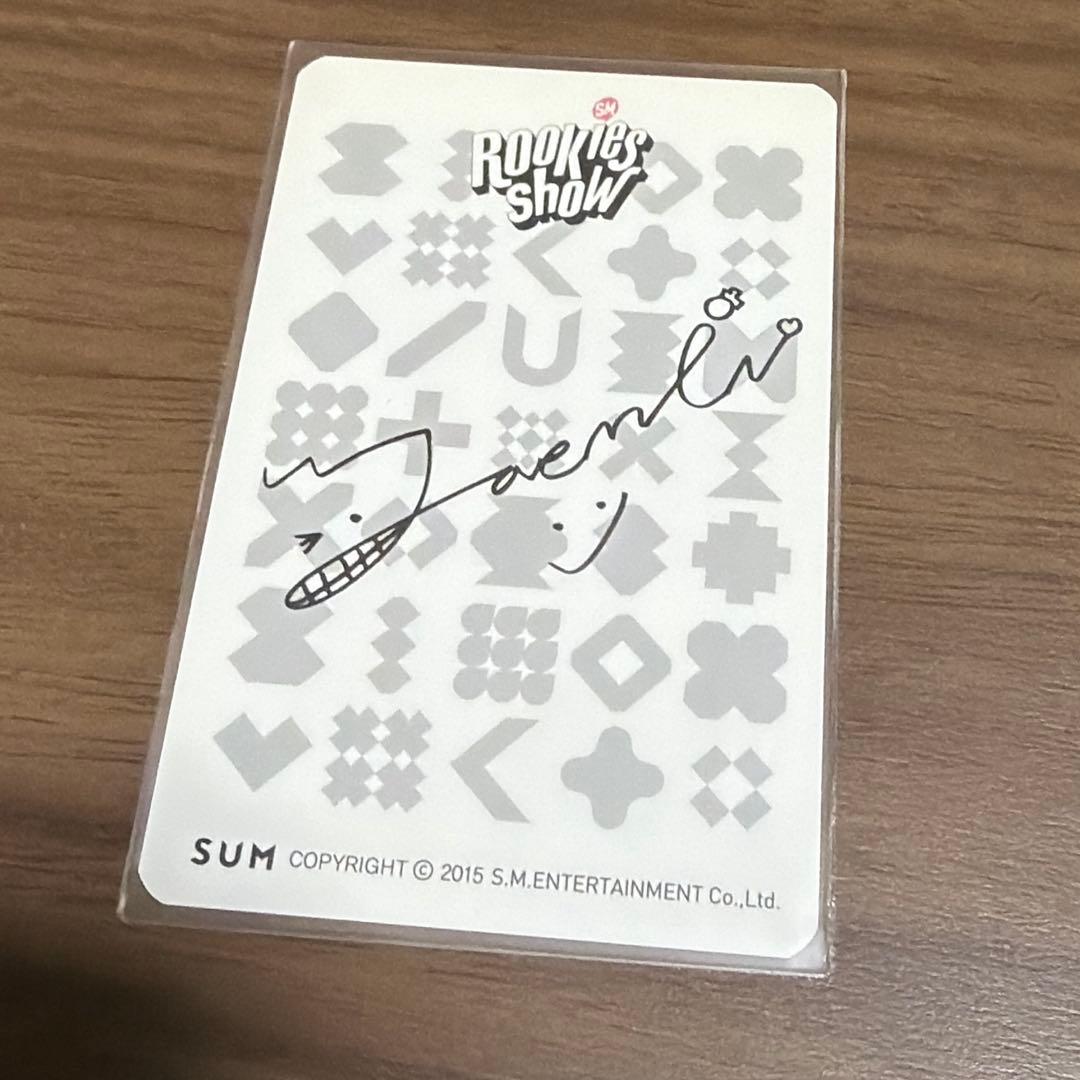 SM
ROOKIES
SHOW
Jaemin
SUM COPYRIGHT © 2015 S.M.ENTERTAINMENT Co.,Ltd.